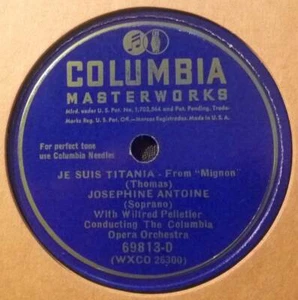 COLUMBIA
MASTERWORKS
Mfrd. under U. S. Pat. No. 1,702,564 and Pat. Pending. Trade-
Marks Reg. U. S. Pat. Off.—Marcas Registradas. Made in U. S. A.
For perfect tone
use Columbia Needles
JE SUIS TITANIA - From "Mignon"
(Thomas)
JOSEPHINE ANTOINE
(Soprano)
With Wilfred Pelletier
Conducting The Columbia
Opera Orchestra
69813-D
(WXCO 26300)